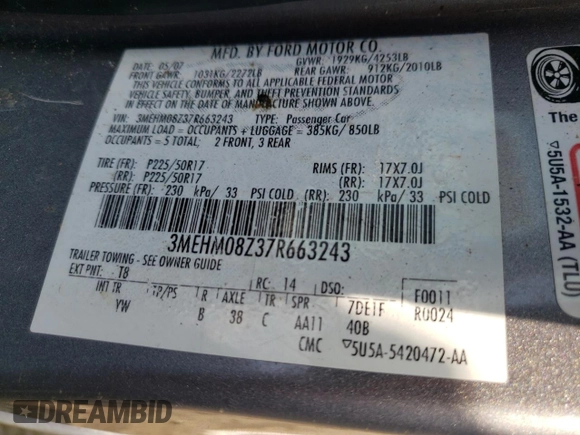 MFD. BY FORD MOTOR CO.
DATE: 05/07 GVWR: 1929KG/4253LB
FRONT GAWR: 1031KG/2272LB REAR GAWR: 912KG/2010LB
THIS VEHICLE CONFORMS TO ALL APPLICABLE FEDERAL MOTOR
VEHICLE SAFETY, BUMPER, AND THEFT PREVENTION STANDARDS
IN EFFECT ON THE DATE OF MANUFACTURE SHOWN ABOVE.
VIN: 3MEHM08Z37R663243 TYPE: Passenger Car
MAXIMUM LOAD = OCCUPANTS + LUGGAGE = 385KG/ 850LB
OCCUPANTS = 5 TOTAL: 2 FRONT, 3 REAR
TIRE (FR): P225/50R17 RIMS (FR): 17X7.0J
(RR): P225/50R17 (RR): 17X7.0J
PRESSURE (FR): 230 kPa/ 33 PSI COLD (RR): 230 kPa/ 33 PSI COLD
3MEHM08Z37R663243
TRAILER TOWING - SEE OWNER GUIDE
EXT PNT: T8 RC: 14 DSO: F0011
INT TR TP/PS R AXLE TR SPR 7DE1F R0024
YW B 38 C AA11 40B
CMC ▽5U5A-5420472-AA
The
▽5U5A-1532-AA (TLU)
DREAMBID